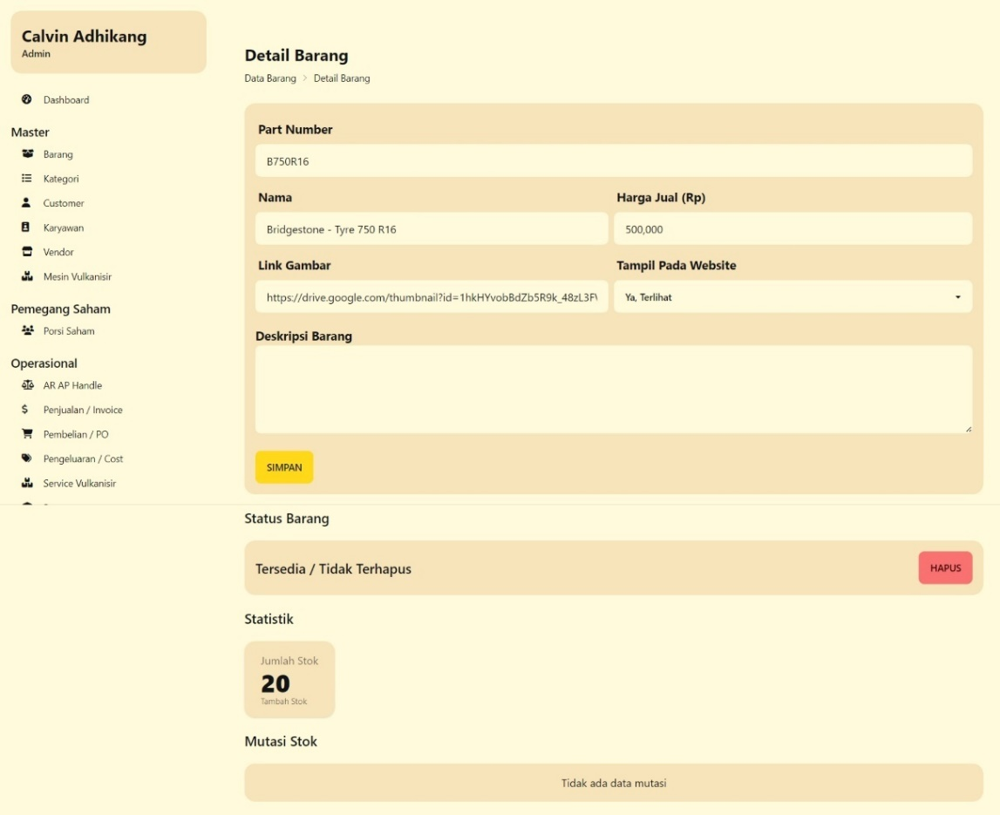 Calvin Adhikang
Admin
Dashboard
Master
Barang
Kategori
Customer
Karyawan
Vendor
Mesin Vulkanisir
Pemegang Saham
Porsi Saham
Operasional
AR AP Handle
Penjualan / Invoice
Pembelian / PO
Pengeluaran / Cost
Service Vulkanisir
Detail Barang
Data Barang > Detail Barang
Part Number
B750R16
Nama
Harga Jual (Rp)
Bridgestone - Tyre 750 R16
500,000
Link Gambar
Tampil Pada Website
https://drive.google.com/thumbnail?id=1hkHYvobBdZb5R9k_48zL3F
Ya, Terlihat
Deskripsi Barang
SIMPAN
Status Barang
Tersedia / Tidak Terhapus
HAPUS
Statistik
Jumlah Stok
20
Tambah Stok
Mutasi Stok
Tidak ada data mutasi